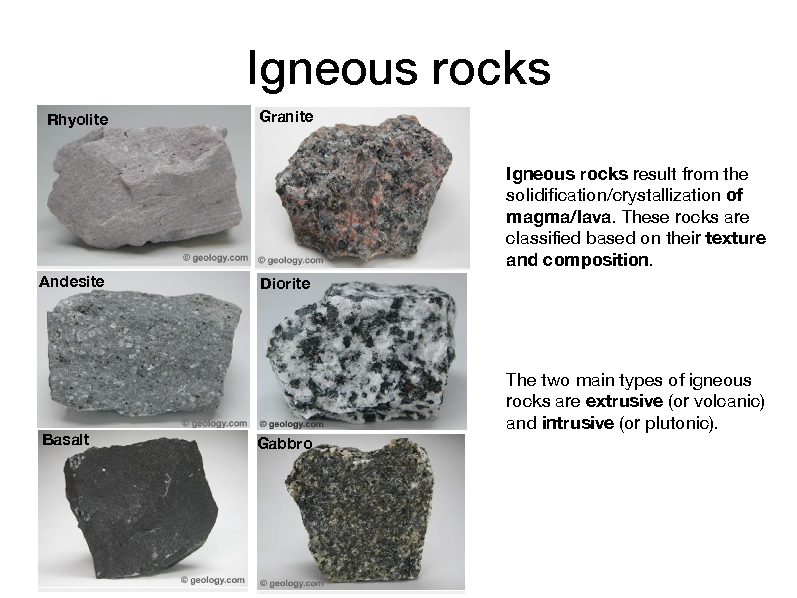 Igneous rocks
Rhyolite
Granite
© geology.com
© geology.com
Andesite
Diorite
© geology.com
© geology.com
Basalt
Gabbro
© geology.com
© geology.com
Igneous rocks result from the
solidification/crystallization of
magma/lava. These rocks are
classified based on their texture
and composition.
The two main types of igneous
rocks are extrusive (or volcanic)
and intrusive (or plutonic).